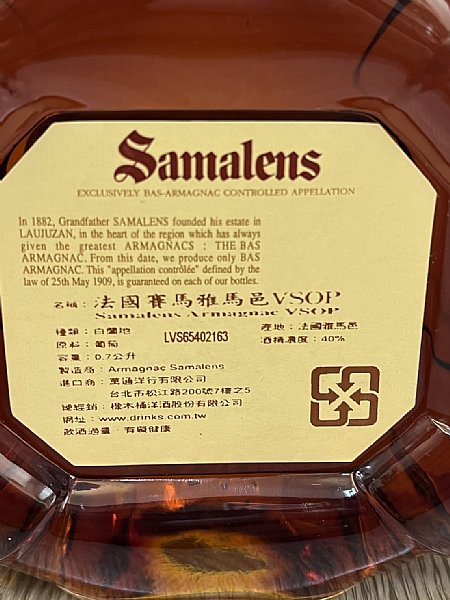 Samalens
EXCLUSIVELY BAS-ARMAGNAC CONTROLLED APPELLATION
In 1882, Grandfather SAMALENS founded his estate in
LAUJUZAN, in the heart of the region which has always
given the greatest ARMAGNACS : THE BAS
ARMAGNAC. From this date, we produce only BAS
ARMAGNAC. This "appellation contrôlée" defined by the
law of 25th May 1909, is guaranteed on each of our bottles.
名稱：法國賽馬雅馬邑VSOP
Samalens Armagnac VSOP
種類：白蘭地 LVS65402163 產地：法國雅馬邑
原料：葡萄 酒精濃度：40%
容量：0.7公升
製造商：Armagnac Samalens
進口商：萊通洋行有限公司
台北市松江路200號7樓之5
總經銷：橡木桶洋酒股份有限公司
網址：www.drinks.com.tw
飲酒過量，有礙健康